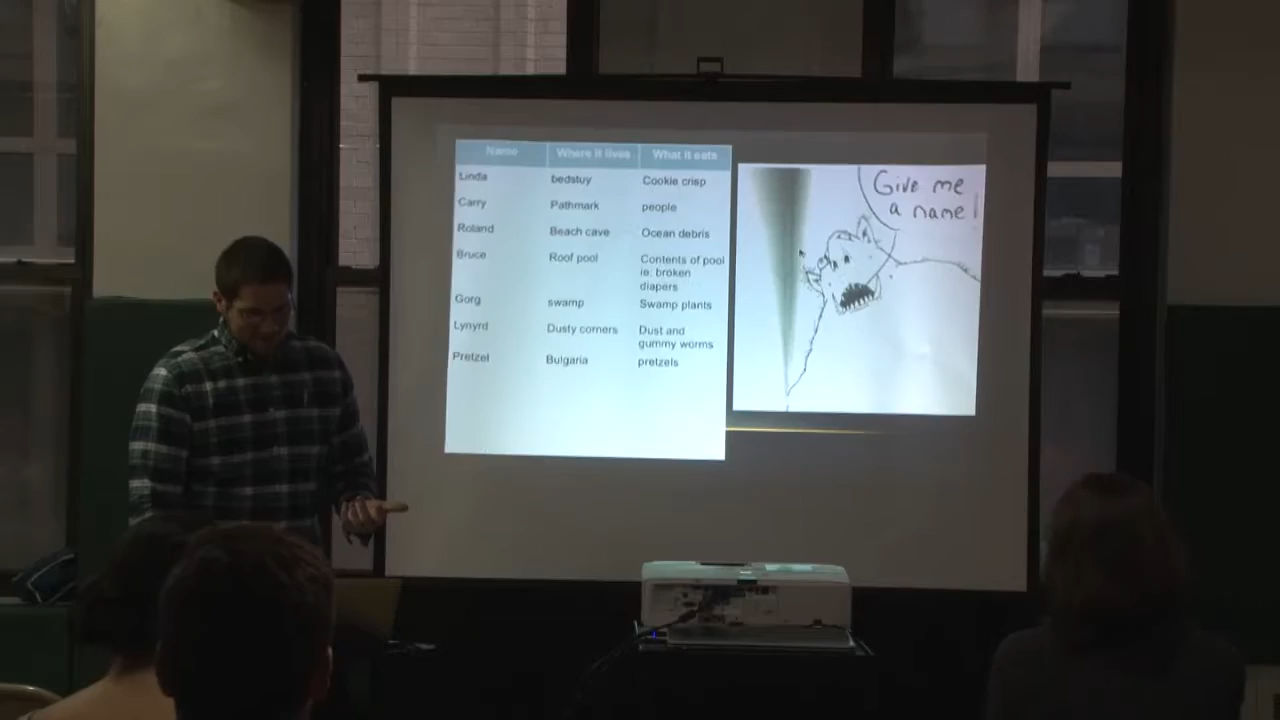 Name Where it lives What it eats
Linda bedstuy Cookie crisp
Carry Pathmark people
Roland Beach cave Ocean debris
Bruce Roof pool Contents of pool
ie: broken
diapers
Gorg swamp Swamp plants
Lynyrd Dusty corners Dust and
gummy worms
Pretzel Bulgaria pretzels
Give me
a name!